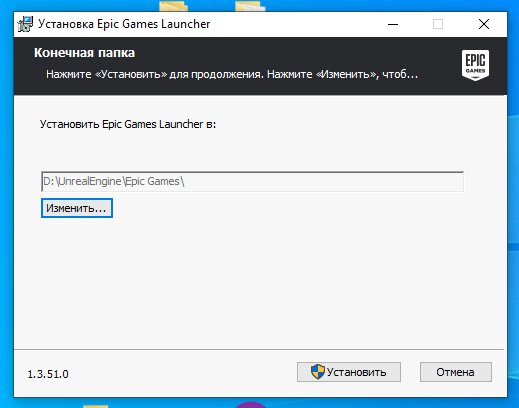 Установка Epic Games Launcher
Конечная папка
Нажмите «Установить» для продолжения. Нажмите «Изменить», чтоб...
EPIC
GAMES
Установить Epic Games Launcher в:
D:\UnrealEngine\Epic Games\
Изменить...
1.3.51.0
Установить
Отмена